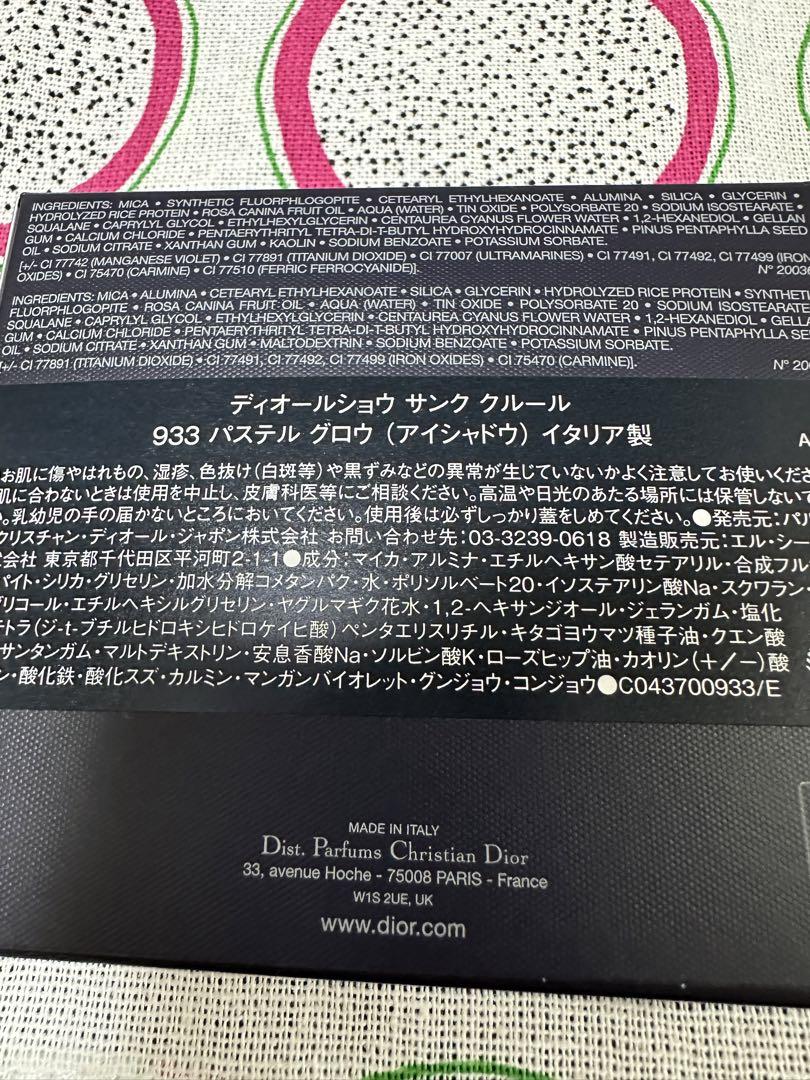 INGREDIENTS: MICA • SYNTHETIC FLUORPHLOGOPITE • CETEARYL ETHYLHEXANOATE • ALUMINA • SILICA • GLYCERIN •
HYDROLYZED RICE PROTEIN • ROSA CANINA FRUIT OIL • AQUA (WATER) • TIN OXIDE • POLYSORBATE 20 • SODIUM ISOSTEARATE •
SQUALANE • CAPRYLYL GLYCOL • ETHYLHEXYLGLYCERIN • CENTAUREA CYANUS FLOWER WATER • 1,2-HEXANEDIOL • GELLAN
GUM • CALCIUM CHLORIDE • PENTAERYTHRITYL TETRA-DI-T-BUTYL HYDROXYHYDROCINNAMATE • PINUS PENTAPHYLLA SEED
OIL • SODIUM CITRATE • XANTHAN GUM • KAOLIN • SODIUM BENZOATE • POTASSIUM SORBATE.
[+/- CI 77742 (MANGANESE VIOLET) • CI 77891 (TITANIUM DIOXIDE) • CI 77007 (ULTRAMARINES) • CI 77491, CI 77492, CI 77499 (IRON
OXIDES) • CI 75470 (CARMINE) • CI 77510 (FERRIC FERROCYANIDE)]. N° 2003
INGREDIENTS: MICA • ALUMINA • CETEARYL ETHYLHEXANOATE • SILICA • GLYCERIN • HYDROLYZED RICE PROTEIN • SYNTHE
FLUORPHLOGOPITE • ROSA CANINA FRUIT OIL • AQUA (WATER) • TIN OXIDE • POLYSORBATE 20 • SODIUM ISOSTEARA
SQUALANE • CAPRYLYL GLYCOL • ETHYLHEXYLGLYCERIN • CENTAUREA CYANUS FLOWER WATER • 1,2-HEXANEDIOL • GELLA
GUM • CALCIUM CHLORIDE • PENTAERYTHRITYL TETRA-DI-T-BUTYL HYDROXYHYDROCINNAMATE • PINUS PENTAPHYLLA SE
OIL • SODIUM CITRATE • XANTHAN GUM • MALTODEXTRIN • SODIUM BENZOATE • POTASSIUM SORBATE.
+/- CI 77891 (TITANIUM DIOXIDE) • CI 77491, CI 77492, CI 77499 (IRON OXIDES) • CI 75470 (CARMINE)]. N° 20
ディオールショウ サンク クルール
933 パステル グロウ (アイシャドウ) イタリア製
お肌に傷やはれもの、湿疹、色抜け(白斑等)や黒ずみなどの異常が生じていないかよく注意してお使いくださ
肌に合わないときは使用を中止し、皮膚科医等にご相談ください。高温や日光のあたる場所には保管しないで
。乳幼児の手の届かないところにおいてください。使用後は必ずしっかり蓋をしめてください。●発売元:パ
クリスチャン・ディオール・ジャポン株式会社 お問い合わせ先:03-3239-0618 製造販売元:エル・シー
式会社 東京都千代田区平河町2-1-1●成分:マイカ・アルミナ・エチルヘキサン酸セテアリル・合成フル
パイト・シリカ・グリセリン・加水分解コメタンパク・水・ポリソルベート20・イソステアリン酸Na・スクワラン・
リコール・エチルヘキシルグリセリン・ヤグルマギク花水・1,2-ヘキサンジオール・ジェランガム・塩化
テトラ(ジ-t-ブチルヒドロキシヒドロケイヒ酸) ペンタエリスリチル・キタゴヨウマツ種子油・クエン酸
サンタンガム・マルトデキストリン・安息香酸Na・ソルビン酸K・ローズヒップ油・カオリン(+/-)酸
ン・酸化鉄・酸化スズ・カルミン・マンガンバイオレット・グンジョウ・コンジョウ●C043700933/E
MADE IN ITALY
Dist. Parfums Christian Dior
33, avenue Hoche - 75008 PARIS - France
W1S 2UE, UK
www.dior.com